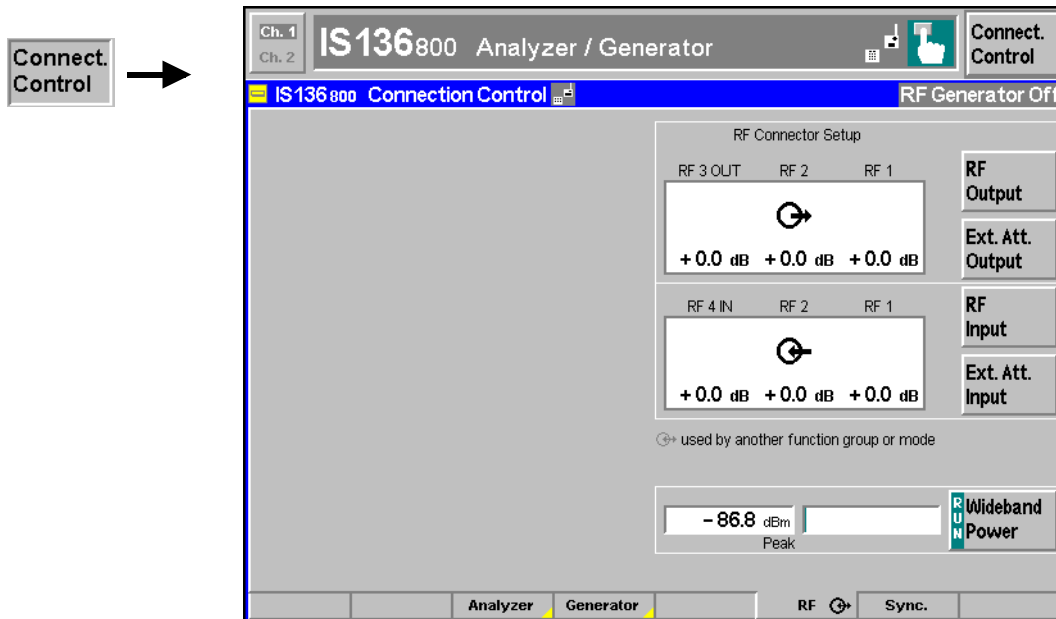 Connect.
Control
Ch. 1
Ch. 2
IS136800 Analyzer / Generator
Connect.
Control
IS136 800 Connection Control
RF Generator Off
RF Connector Setup
RF 3 OUT RF 2 RF 1
+ 0.0 dB + 0.0 dB + 0.0 dB
RF
Output
Ext. Att.
Output
RF 4 IN RF 2 RF 1
+ 0.0 dB + 0.0 dB + 0.0 dB
RF
Input
Ext. Att.
Input
used by another function group or mode
– 86.8 dBm
Peak
RUN
Wideband
Power
Analyzer Generator RF Sync.